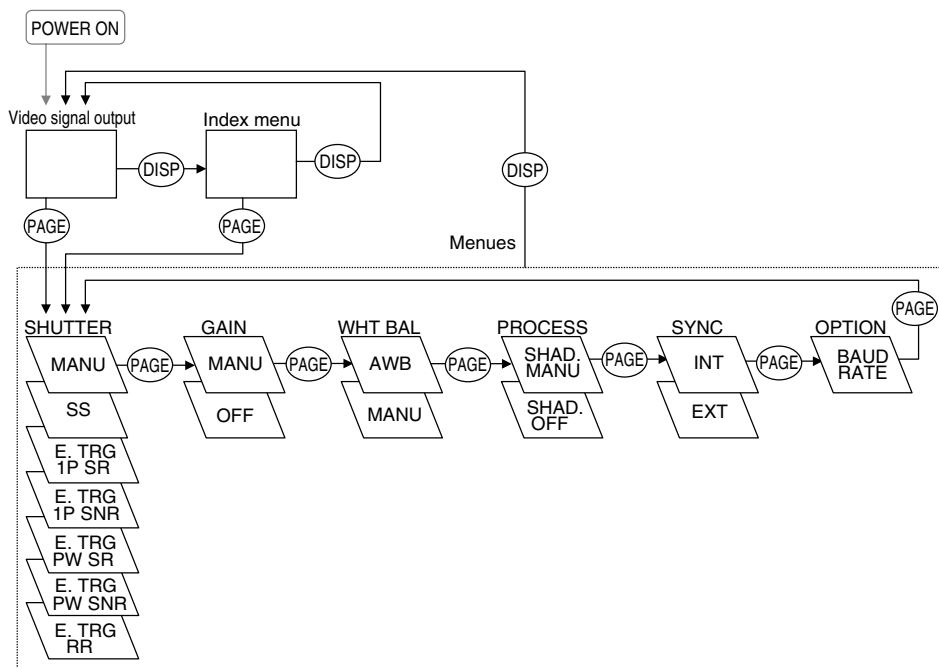 POWER ON
Video signal output
Index menu
DISP
DISP
DISP
PAGE
PAGE
Menues
PAGE
SHUTTER
GAIN
WHT BAL
PROCESS
SYNC
OPTION
MANU
PAGE
MANU
PAGE
AWB
PAGE
SHAD.
MANU
PAGE
INT
PAGE
BAUD
RATE
SS
OFF
MANU
SHAD.
OFF
EXT
E. TRG
1P SR
E. TRG
1P SNR
E. TRG
PW SR
E. TRG
PW SNR
E. TRG
RR